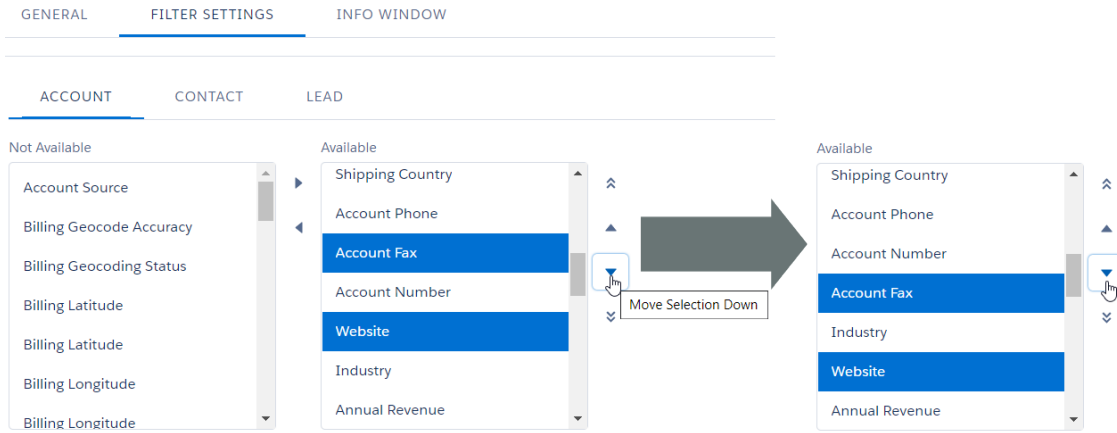 GENERAL FILTER SETTINGS INFO WINDOW
ACCOUNT CONTACT LEAD
Not Available
Account Source
Billing Geocode Accuracy
Billing Geocoding Status
Billing Latitude
Billing Latitude
Billing Longitude
Billing Longitude
Available
Shipping Country
Account Phone
Account Fax
Account Number
Website
Industry
Annual Revenue
Move Selection Down
Available
Shipping Country
Account Phone
Account Number
Account Fax
Industry
Website
Annual Revenue